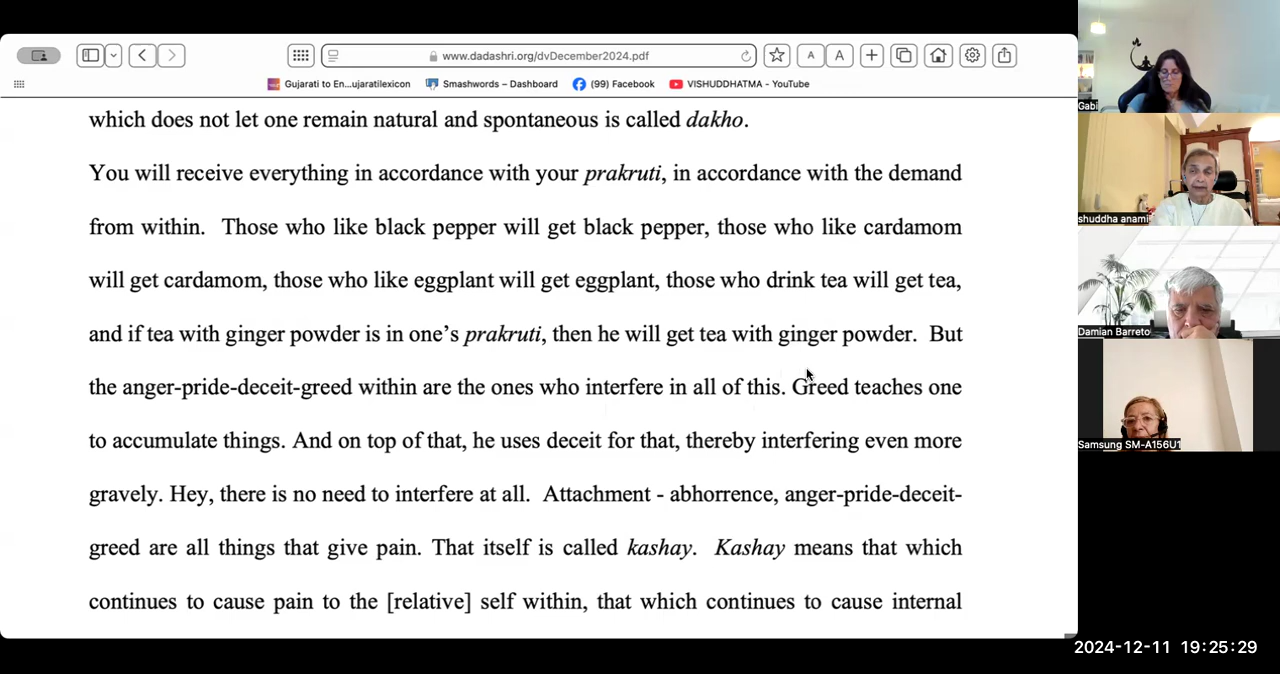 www.dadashri.org/dvDecember2024.pdf
A A
Gujarati to En...ujaratilexicon Smashwords – Dashboard (99) Facebook VISHUDDHATMA - YouTube
which does not let one remain natural and spontaneous is called dakho.
You will receive everything in accordance with your prakruti, in accordance with the demand
from within. Those who like black pepper will get black pepper, those who like cardamom
will get cardamom, those who like eggplant will get eggplant, those who drink tea will get tea,
and if tea with ginger powder is in one's prakruti, then he will get tea with ginger powder. But
the anger-pride-deceit-greed within are the ones who interfere in all of this. Greed teaches one
to accumulate things. And on top of that, he uses deceit for that, thereby interfering even more
gravely. Hey, there is no need to interfere at all. Attachment - abhorrence, anger-pride-deceit-
greed are all things that give pain. That itself is called kashay. Kashay means that which
continues to cause pain to the [relative] self within, that which continues to cause internal
Gabi
shuddha anami
Damian Barreto
Samsung SM-A156U1
2024-12-11 19:25:29